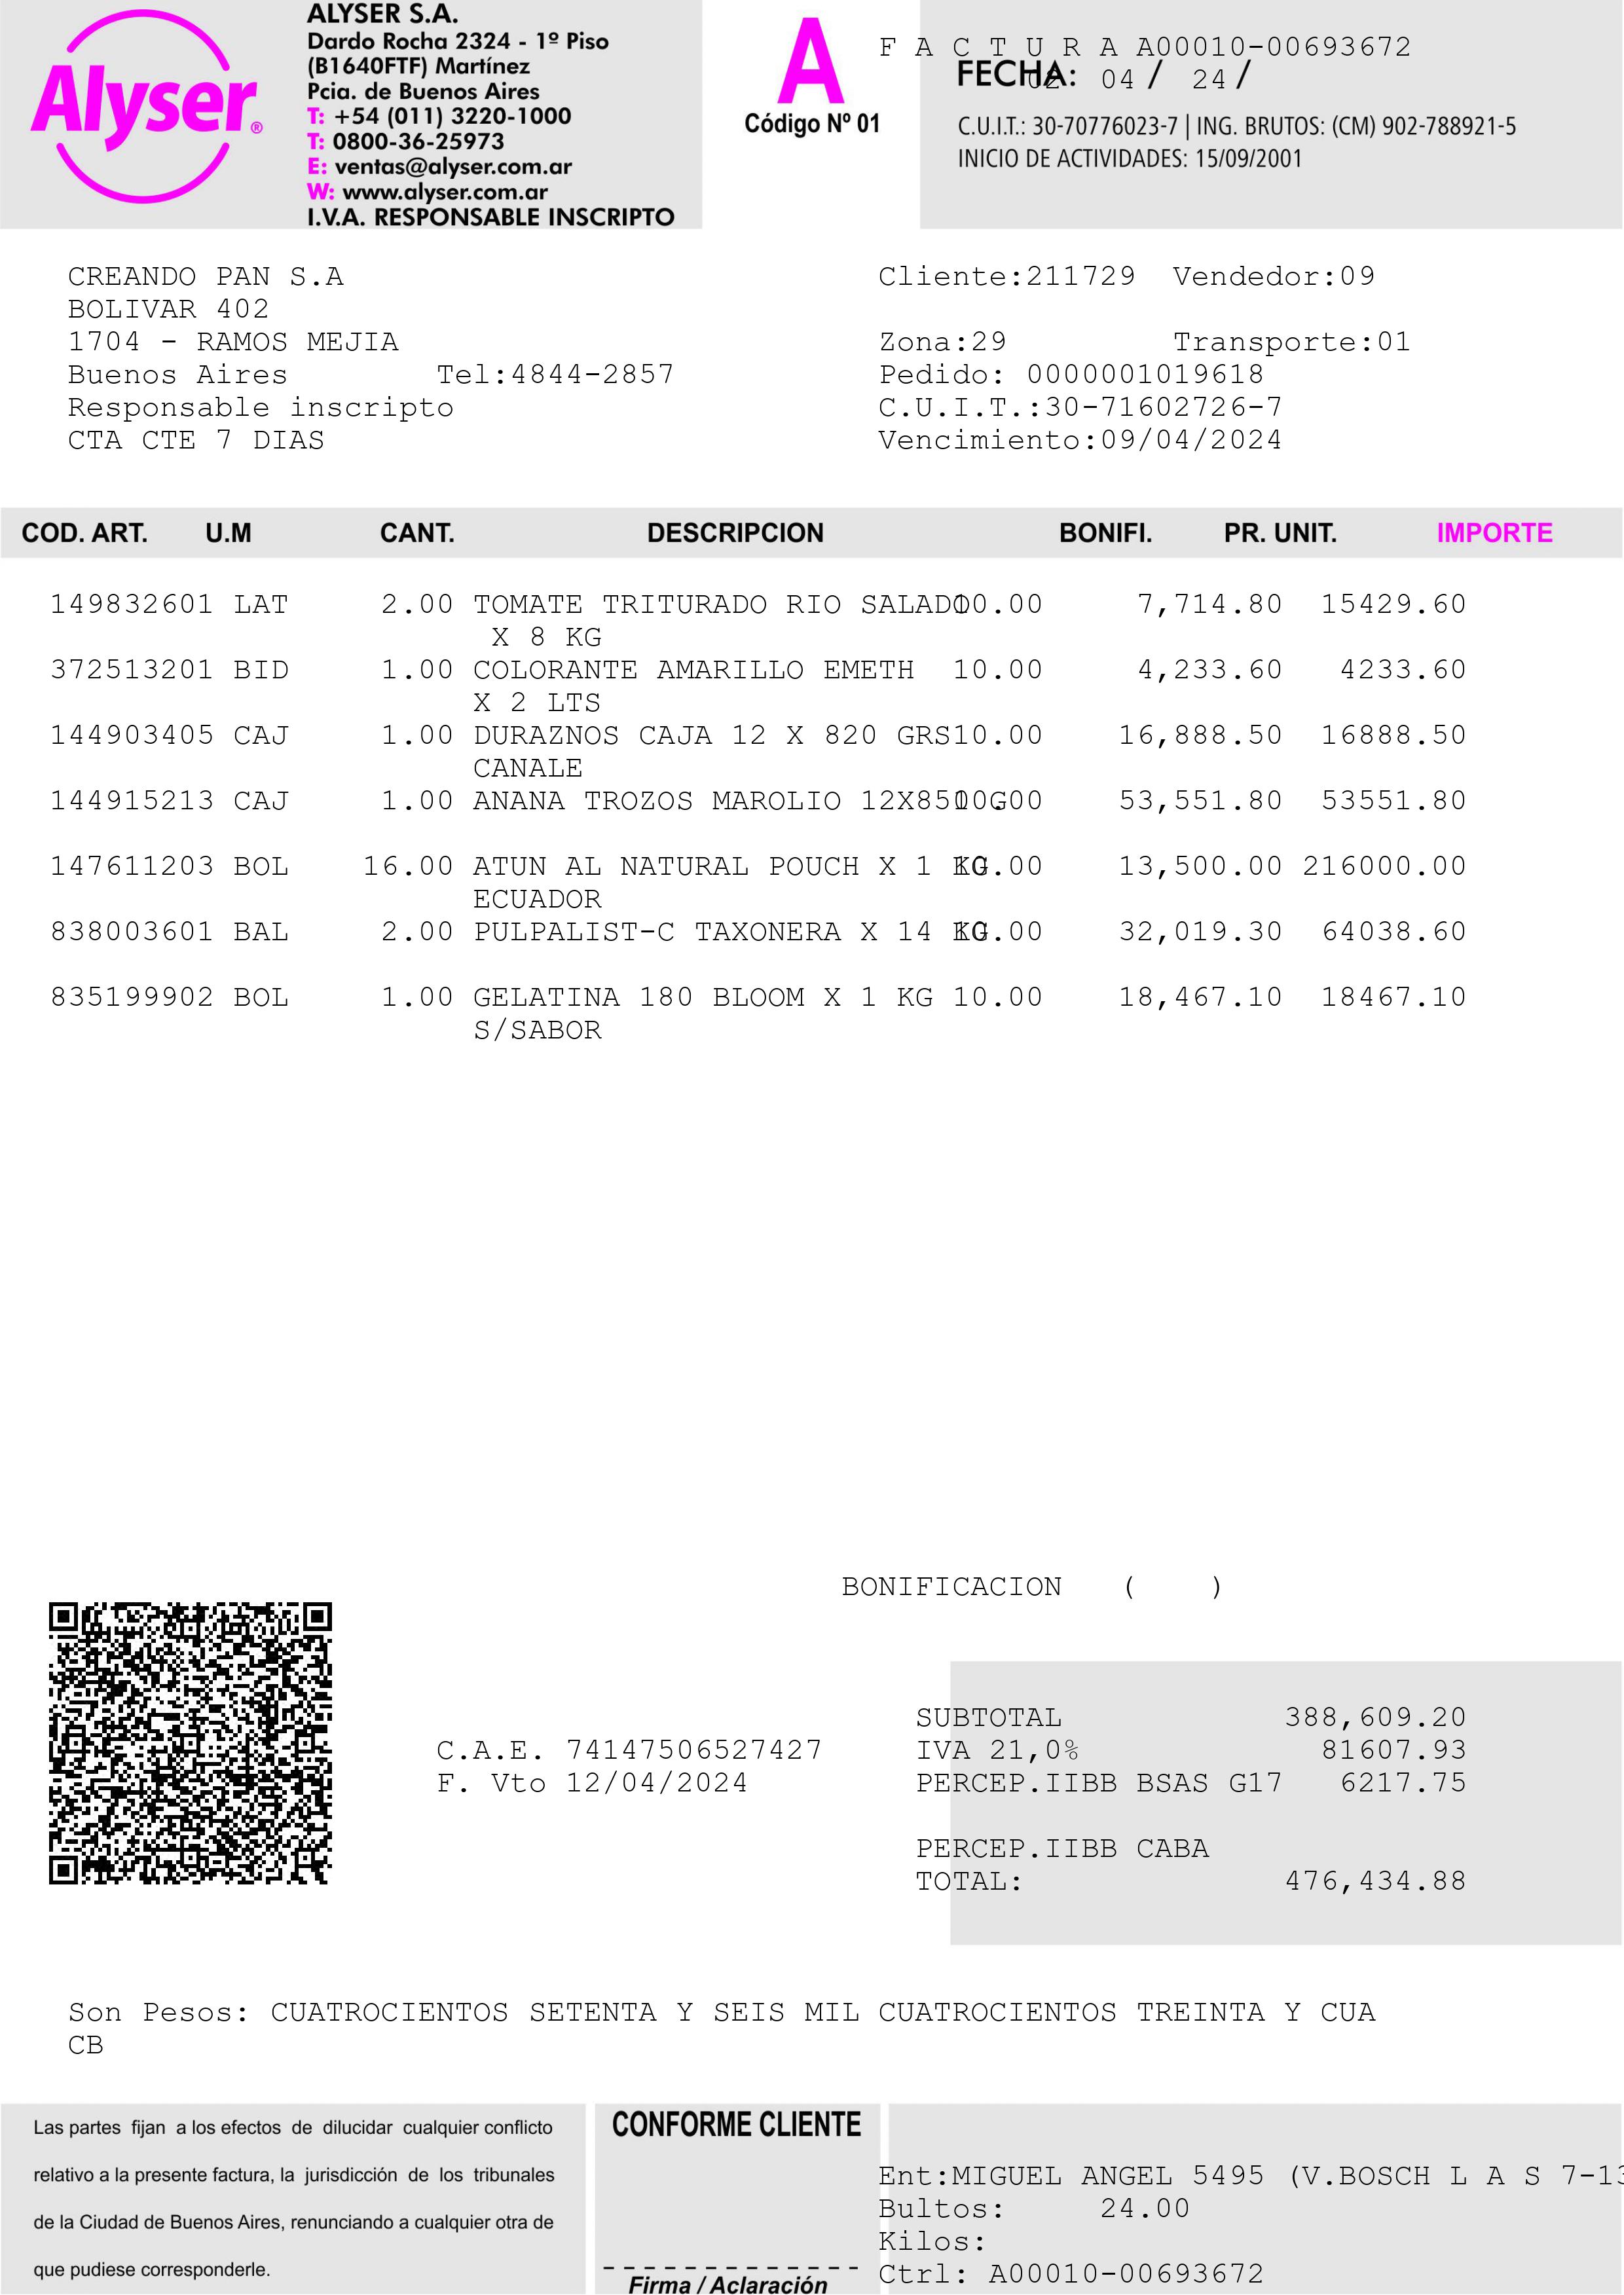 Alyser®
ALYSER S.A.
Dardo Rocha 2324 - 1º Piso
(B1640FTF) Martínez
Pcia. de Buenos Aires
T: +54 (011) 3220-1000
T: 0800-36-25973
E: ventas@alyser.com.ar
W: www.alyser.com.ar
I.V.A. RESPONSABLE INSCRIPTO
A
Código Nº 01
F A C T U R A A00010-00693672
FECHA: 02 04 / 24 /
C.U.I.T.: 30-70776023-7 | ING. BRUTOS: (CM) 902-788921-5
INICIO DE ACTIVIDADES: 15/09/2001
CREANDO PAN S.A Cliente:211729 Vendedor:09
BOLIVAR 402
1704 - RAMOS MEJIA Zona:29 Transporte:01
Buenos Aires Tel:4844-2857 Pedido: 0000001019618
Responsable inscripto C.U.I.T.:30-71602726-7
CTA CTE 7 DIAS Vencimiento:09/04/2024
COD. ART. U.M CANT. DESCRIPCION BONIFI. PR. UNIT. IMPORTE
149832601 LAT 2.00 TOMATE TRITURADO RIO SALADO 10.00 7,714.80 15429.60
X 8 KG
372513201 BID 1.00 COLORANTE AMARILLO EMETH 10.00 4,233.60 4233.60
X 2 LTS
144903405 CAJ 1.00 DURAZNOS CAJA 12 X 820 GRS 10.00 16,888.50 16888.50
CANALE
144915213 CAJ 1.00 ANANA TROZOS MAROLIO 12X850 G 10.00 53,551.80 53551.80
147611203 BOL 16.00 ATUN AL NATURAL POUCH X 1 KG 10.00 13,500.00 216000.00
ECUADOR
838003601 BAL 2.00 PULPALIST-C TAXONERA X 14 KG 10.00 32,019.30 64038.60
835199902 BOL 1.00 GELATINA 180 BLOOM X 1 KG 10.00 18,467.10 18467.10
S/SABOR
BONIFICACION ( )
SUBTOTAL 388,609.20
C.A.E. 74147506527427 IVA 21,0% 81607.93
F. Vto 12/04/2024 PERCEP.IIBB BSAS G17 6217.75
PERCEP.IIBB CABA
TOTAL: 476,434.88
Son Pesos: CUATROCIENTOS SETENTA Y SEIS MIL CUATROCIENTOS TREINTA Y CUA
CB
Las partes fijan a los efectos de dilucidar cualquier conflicto
relativo a la presente factura, la jurisdicción de los tribunales
de la Ciudad de Buenos Aires, renunciando a cualquier otra de
que pudiese corresponderle.
CONFORME CLIENTE
Firma / Aclaración
Ent:MIGUEL ANGEL 5495 (V.BOSCH L A S 7-13
Bultos: 24.00
Kilos:
Ctrl: A00010-00693672